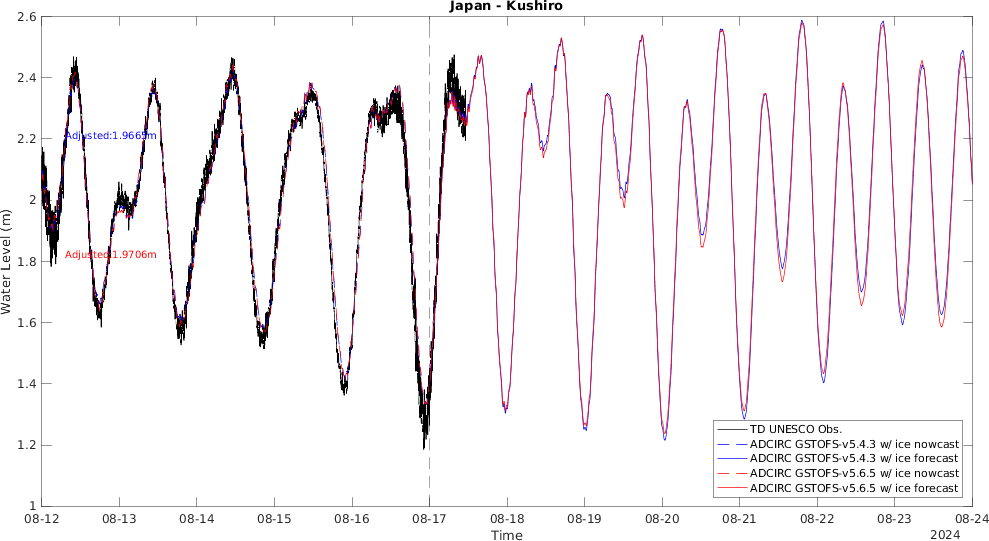 Japan - Kushiro
2.6
2.4
2.2
2
1.8
1.6
1.4
1.2
1
Water Level (m)
Adjusted:1.9665m
Adjusted:1.9706m
TD UNESCO Obs.
ADCIRC GSTOFS-v5.4.3 w/ ice nowcast
ADCIRC GSTOFS-v5.4.3 w/ ice forecast
ADCIRC GSTOFS-v5.6.5 w/ ice nowcast
ADCIRC GSTOFS-v5.6.5 w/ ice forecast
08-12 08-13 08-14 08-15 08-16 08-17 08-18 08-19 08-20 08-21 08-22 08-23 08-24
Time
2024